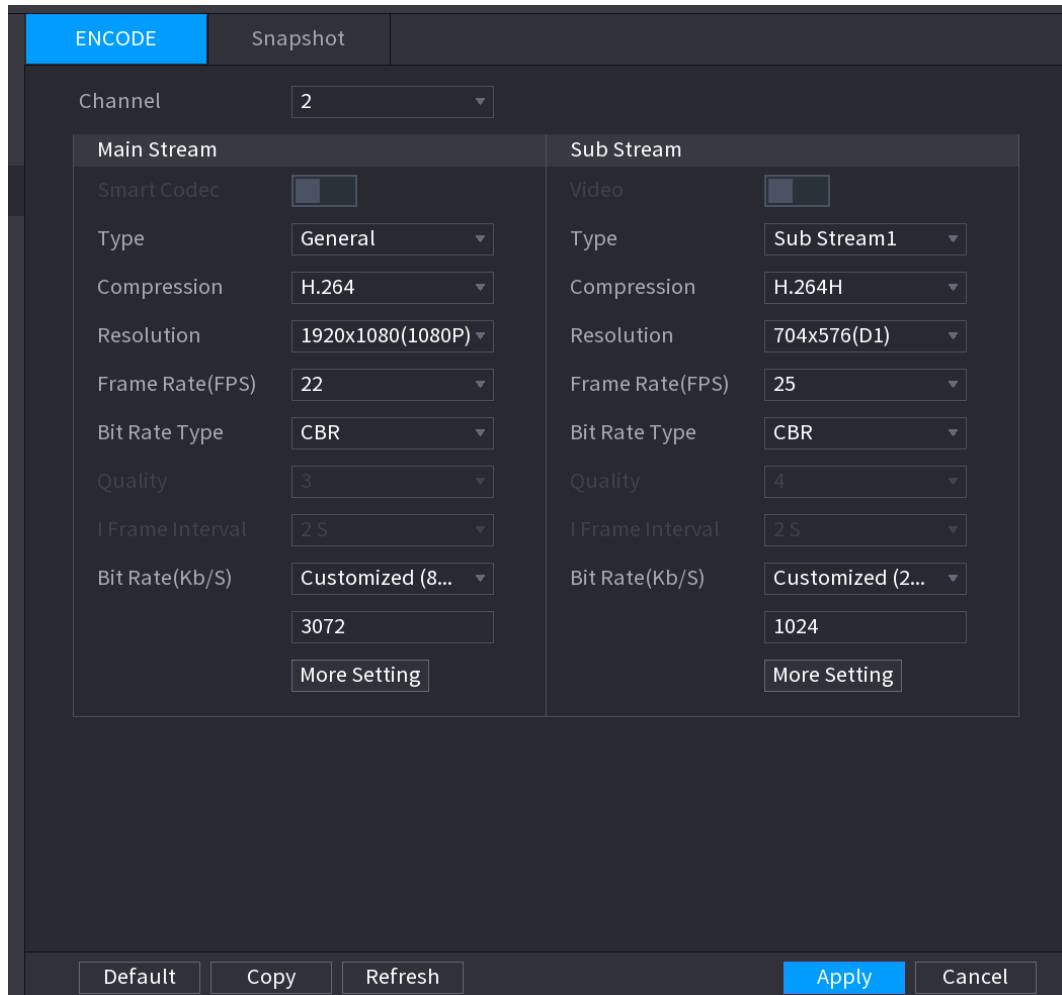 ENCODE Snapshot
Channel 2
Main Stream Sub Stream
Smart Codec Video
Type General Type Sub Stream1
Compression H.264 Compression H.264H
Resolution 1920x1080(1080P) Resolution 704x576(D1)
Frame Rate(FPS) 22 Frame Rate(FPS) 25
Bit Rate Type CBR Bit Rate Type CBR
Quality 3 Quality 4
I Frame Interval 2 S I Frame Interval 2 S
Bit Rate(Kb/S) Customized (8... Bit Rate(Kb/S) Customized (2...
3072 1024
More Setting More Setting
Default Copy Refresh Apply Cancel